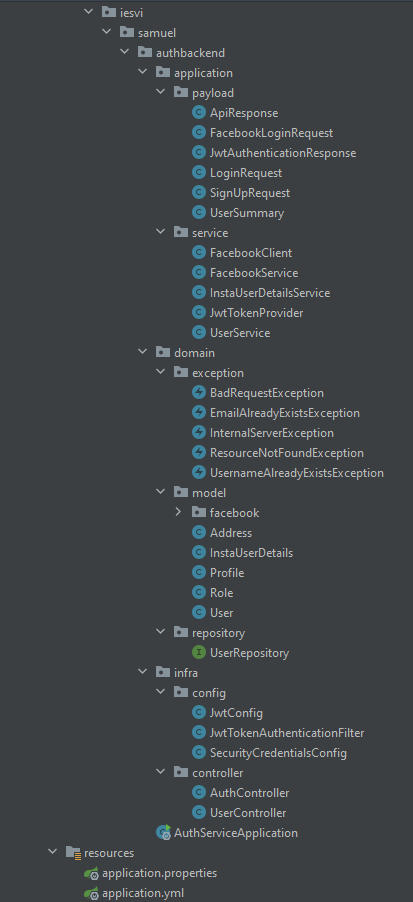 iesvi
samuel
authbackend
application
payload
ApiResponse
FacebookLoginRequest
JwtAuthenticationResponse
LoginRequest
SignUpRequest
UserSummary
service
FacebookClient
FacebookService
InstaUserDetailsService
JwtTokenProvider
UserService
domain
exception
BadRequestException
EmailAlreadyExistsException
InternalServerException
ResourceNotFoundException
UsernameAlreadyExistsException
model
facebook
Address
InstaUserDetails
Profile
Role
User
repository
UserRepository
infra
config
JwtConfig
JwtTokenAuthenticationFilter
SecurityCredentialsConfig
controller
AuthController
UserController
AuthServiceApplication
resources
application.properties
application.yml